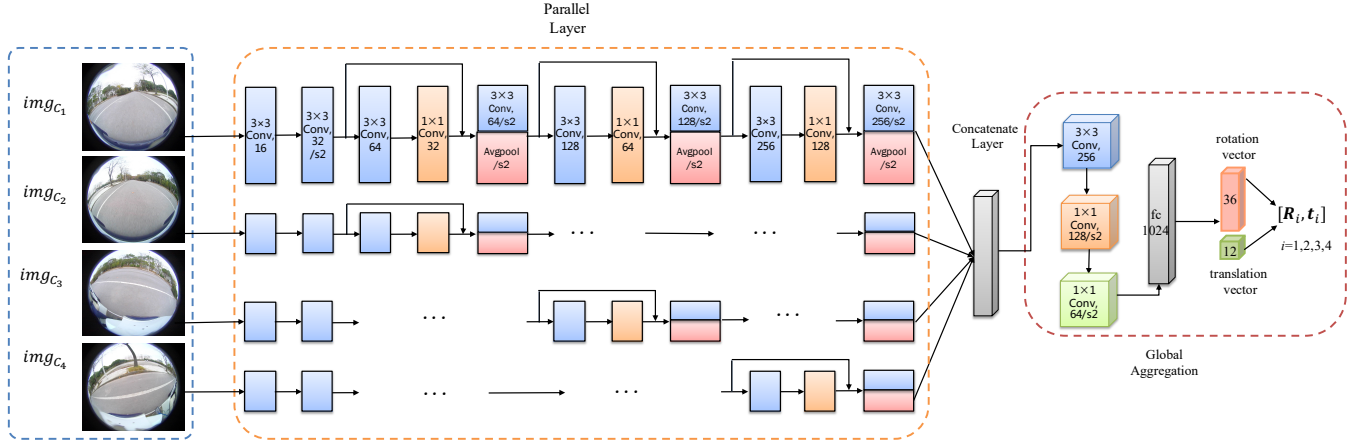 Parallel
Layer
img_{C_1}
img_{C_2}
img_{C_3}
img_{C_4}
3×3
Conv,
16
3×3
Conv,
32
/s2
3×3
Conv,
64
1×1
Conv,
32
3×3
Conv,
64/s2
Avgpool
/s2
3×3
Conv,
128
1×1
Conv,
64
3×3
Conv,
128/s2
Avgpool
/s2
3×3
Conv,
256
1×1
Conv,
128
3×3
Conv,
256/s2
Avgpool
/s2
...
...
...
...
...
...
Concatenate
Layer
3×3
Conv,
256
1×1
Conv,
128/s2
1×1
Conv,
64/s2
fc
1024
rotation
vector
36
12
translation
vector
[R_i, t_i]
i=1,2,3,4
Global
Aggregation